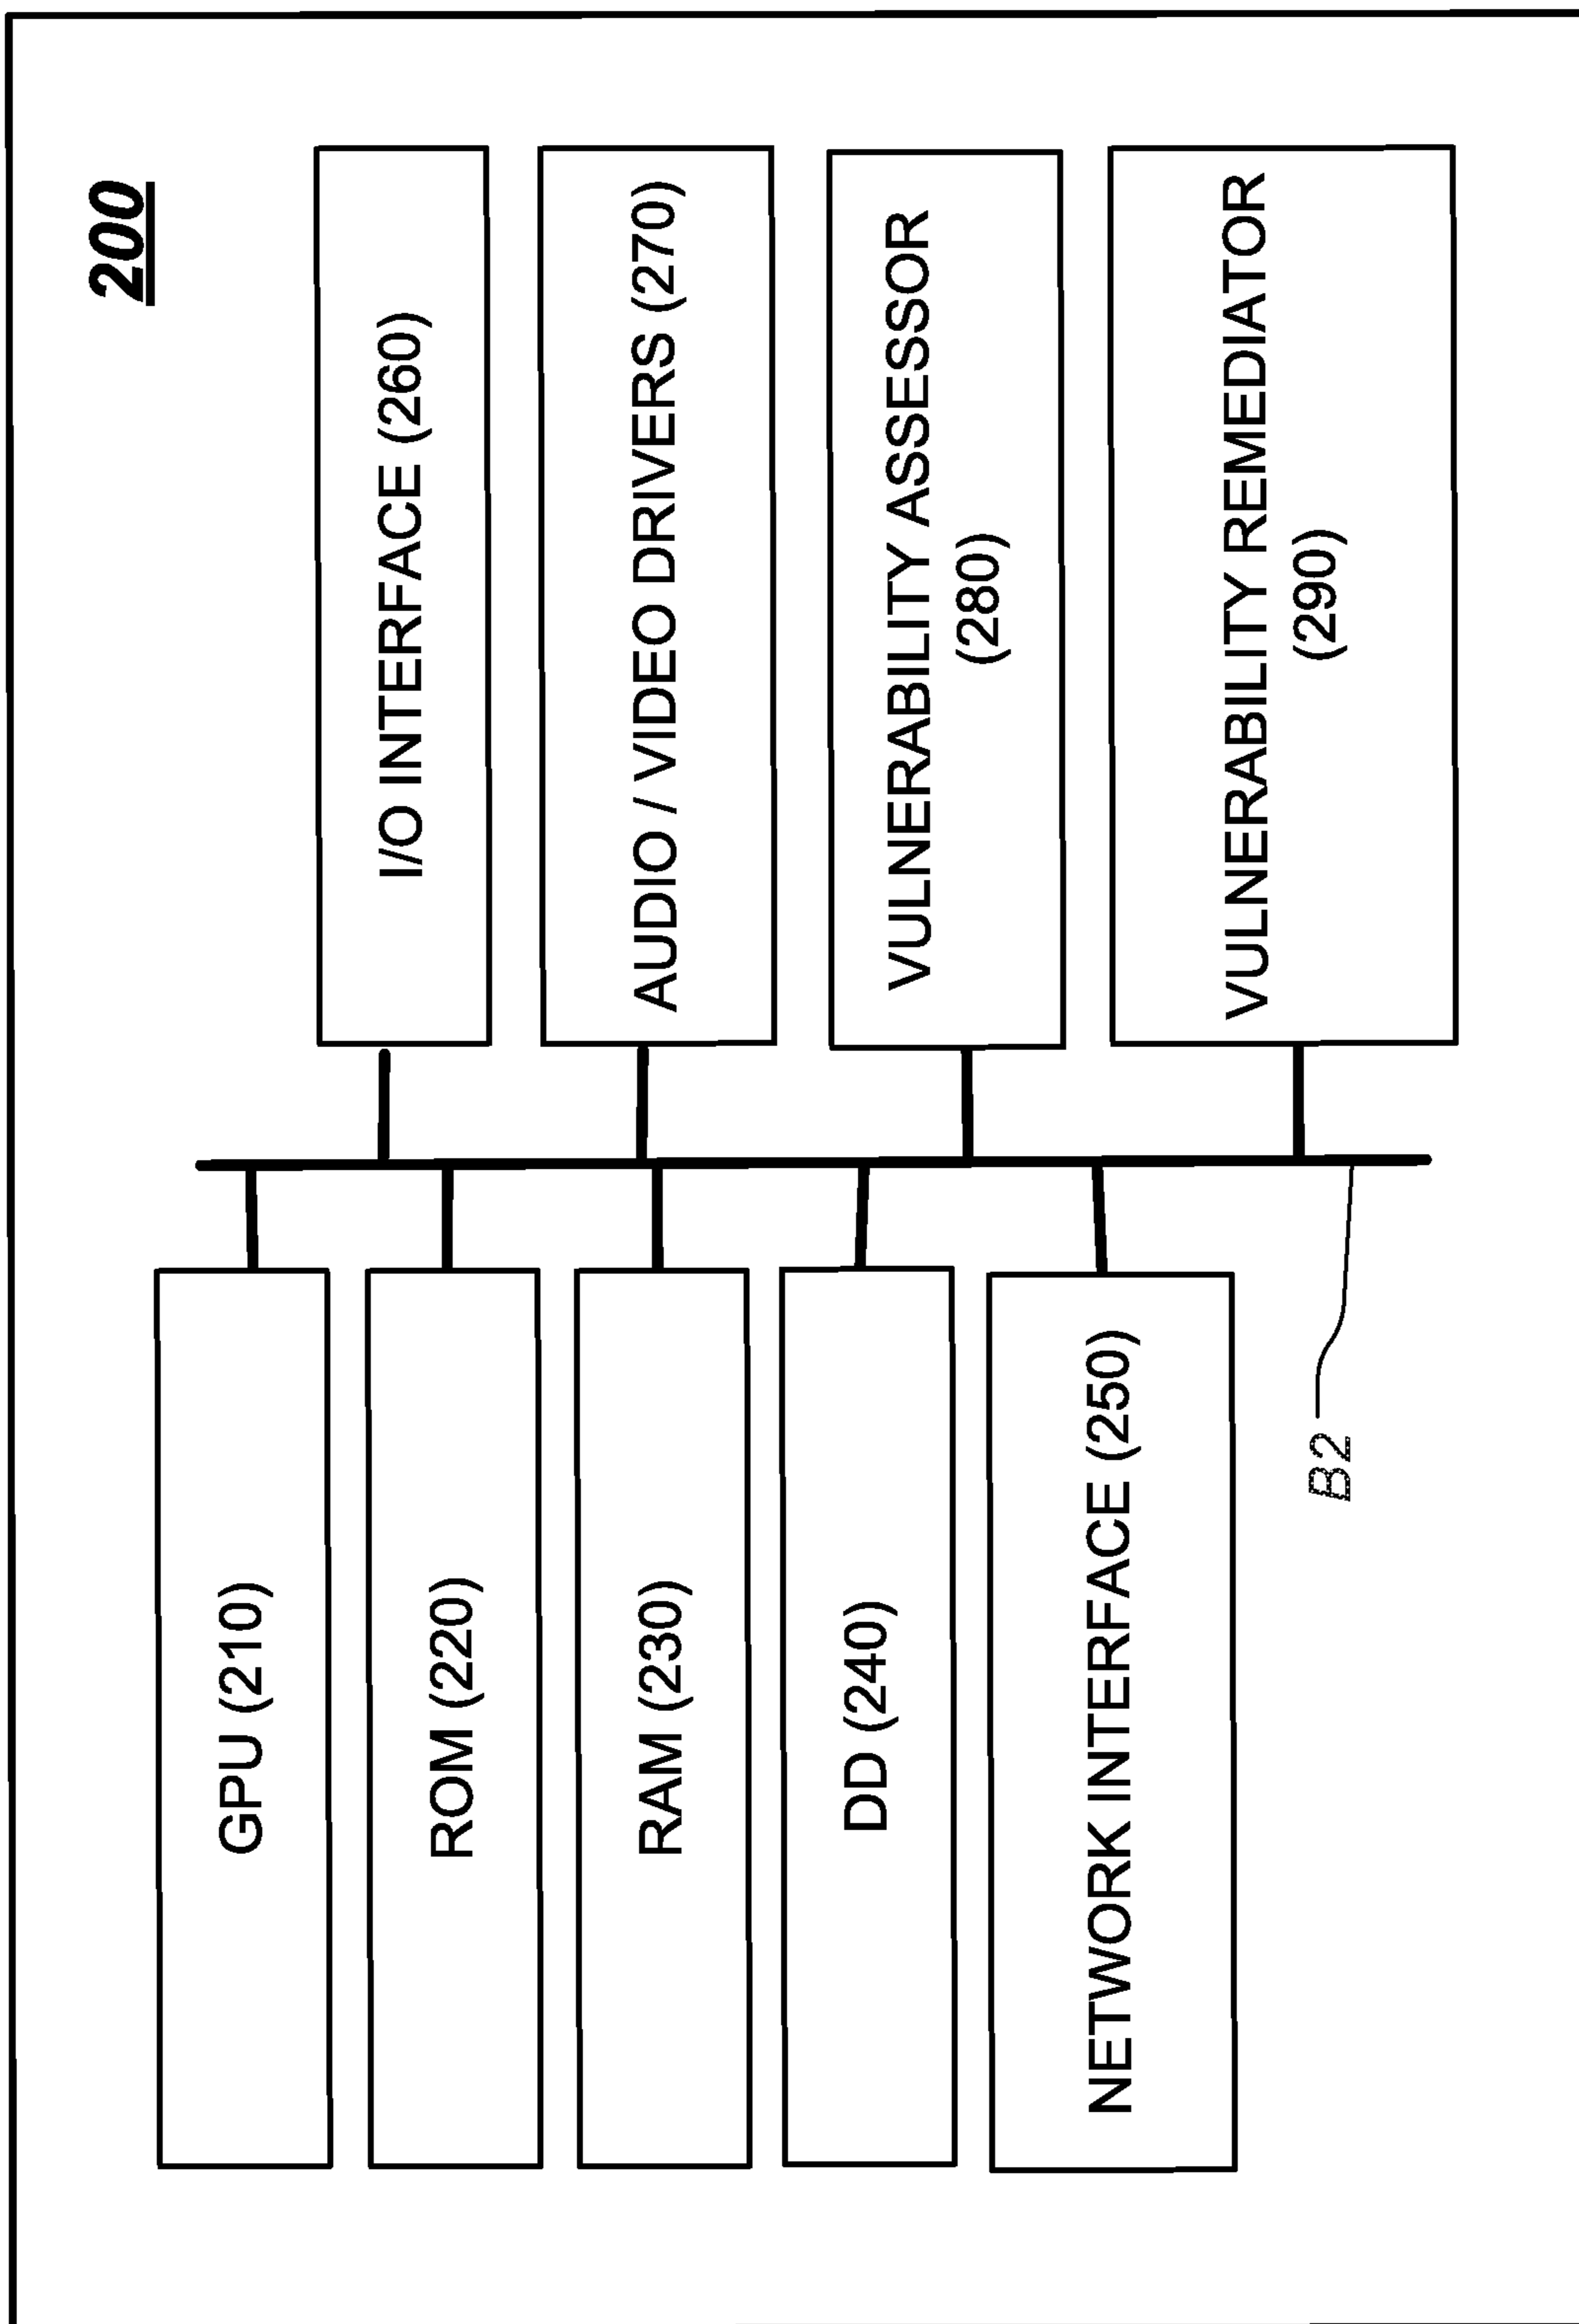 200
GPU (210)
ROM (220)
RAM (230)
DD (240)
NETWORK INTERFACE (250)
B2
I/O INTERFACE (260)
AUDIO / VIDEO DRIVERS (270)
VULNERABILITY ASSESSOR
(280)
VULNERABILITY REMEDIATOR
(290)